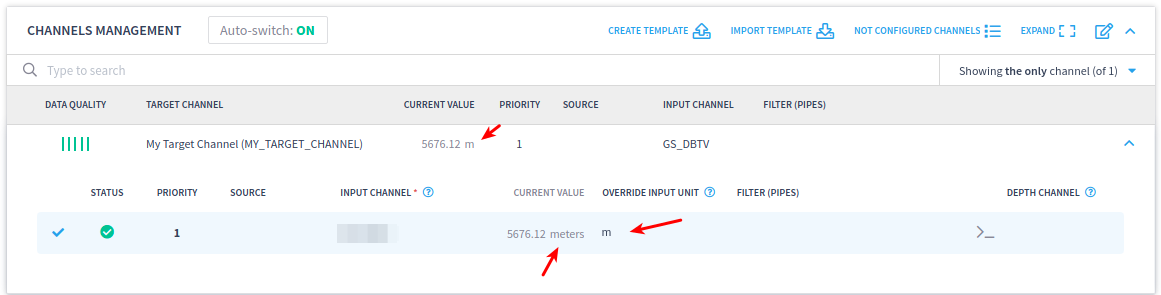 CHANNELS MANAGEMENT Auto-switch: ON CREATE TEMPLATE IMPORT TEMPLATE NOT CONFIGURED CHANNELS EXPAND
Type to search Showing the only channel (of 1)
DATA QUALITY TARGET CHANNEL CURRENT VALUE PRIORITY SOURCE INPUT CHANNEL FILTER (PIPES)
My Target Channel (MY_TARGET_CHANNEL) 5676.12 m 1 GS_DBTV
STATUS PRIORITY SOURCE INPUT CHANNEL * ? CURRENT VALUE OVERRIDE INPUT UNIT ? FILTER (PIPES) DEPTH CHANNEL ?
1 5676.12 meters m >_